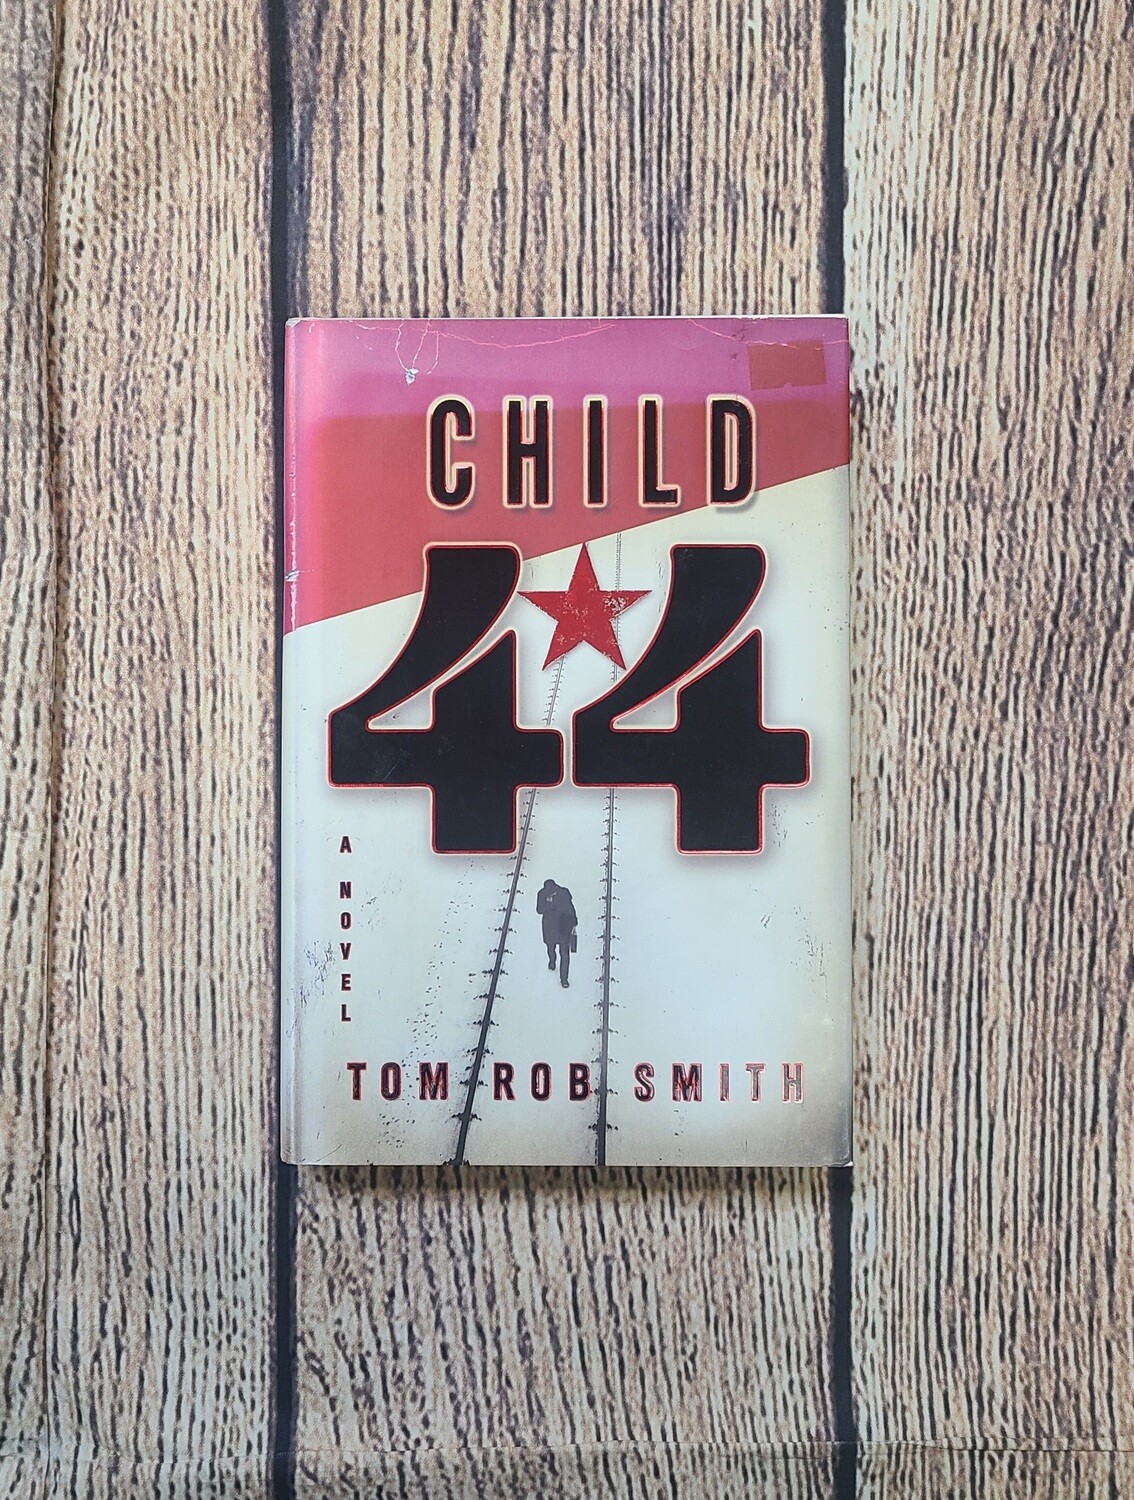 CHILD
44
A NOVEL
TOM ROB SMITH